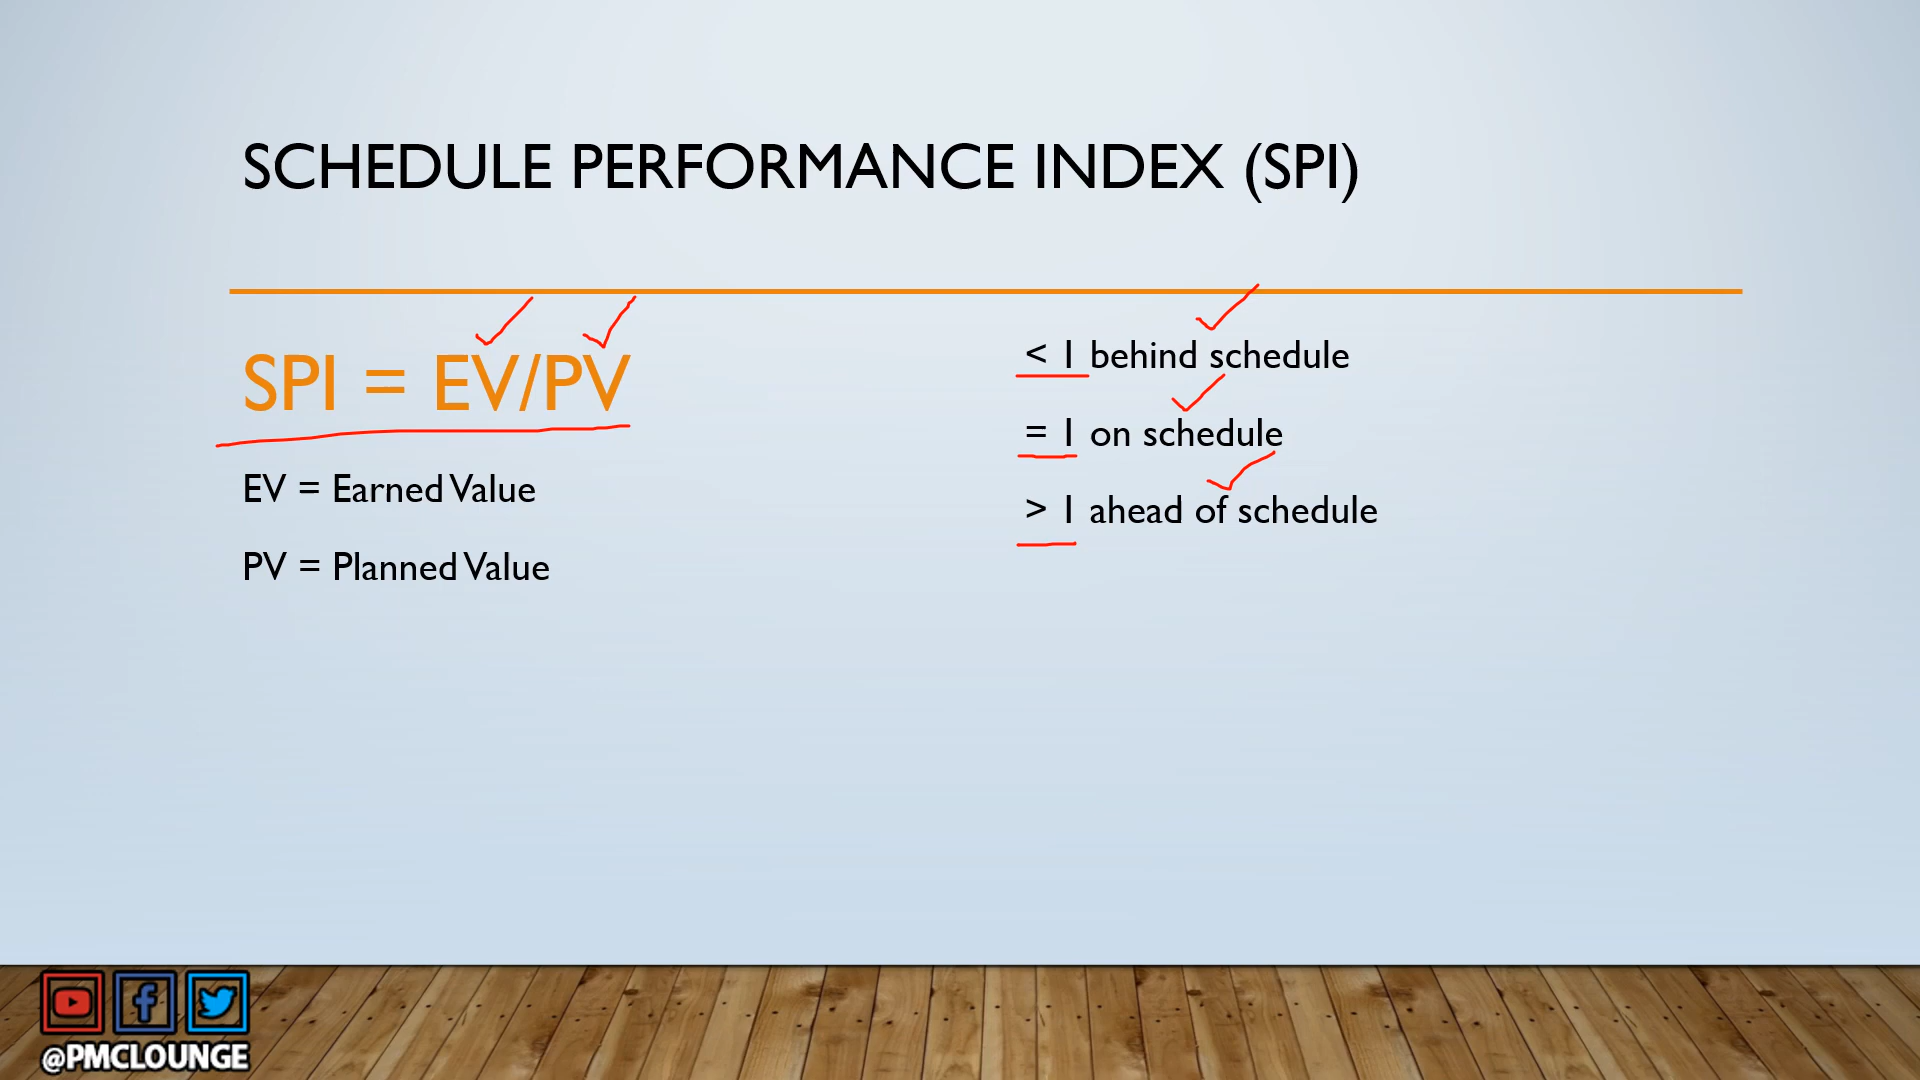 SCHEDULE PERFORMANCE INDEX (SPI)
SPI = EV/PV
EV = Earned Value
PV = Planned Value
< 1 behind schedule
= 1 on schedule
> 1 ahead of schedule
@PMCLOUNGE